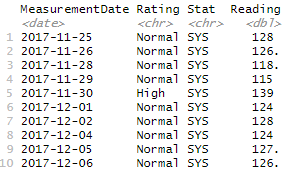 MeasurementDate Rating Stat Reading
<date> <chr> <chr> <dbl>
1 2017-11-25 Normal SYS 128
2 2017-11-26 Normal SYS 126.
3 2017-11-28 Normal SYS 118.
4 2017-11-29 Normal SYS 115
5 2017-11-30 High SYS 139
6 2017-12-01 Normal SYS 124
7 2017-12-02 Normal SYS 128
8 2017-12-04 Normal SYS 124
9 2017-12-05 Normal SYS 127.
10 2017-12-06 Normal SYS 126.